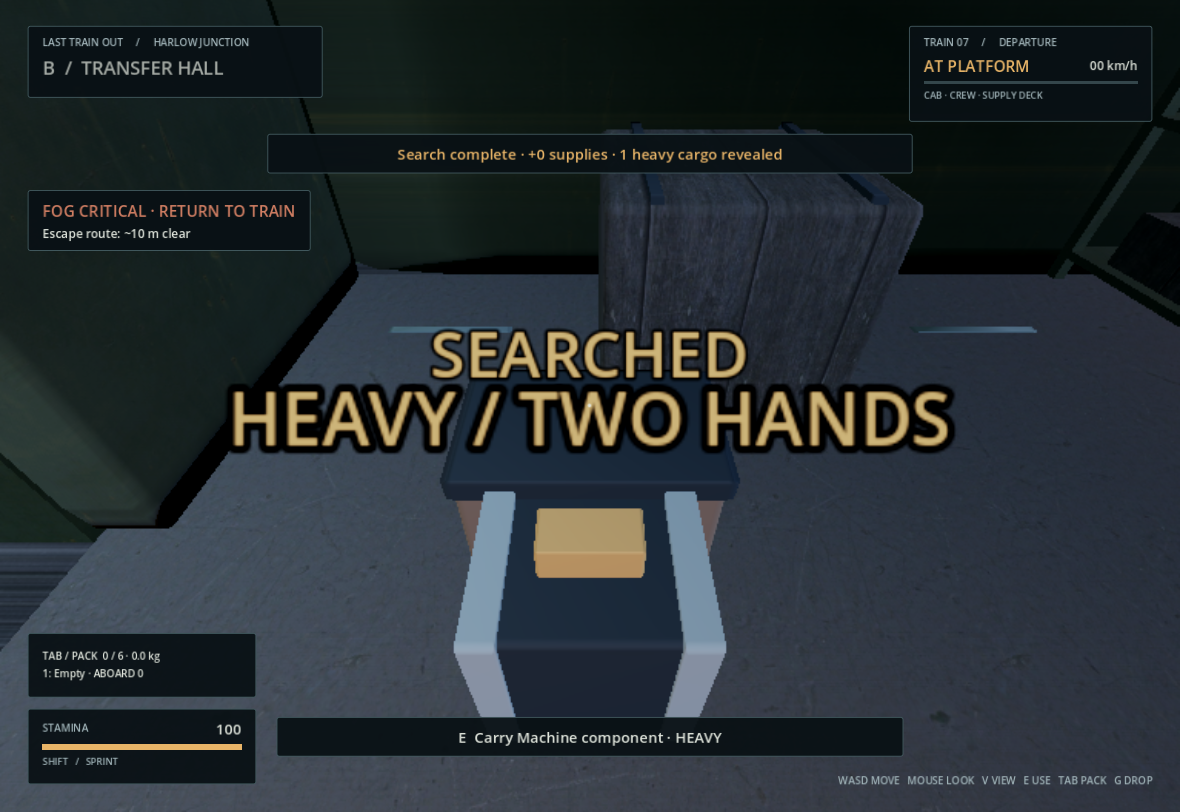 LAST TRAIN OUT / HARLOW JUNCTION
B / TRANSFER HALL
TRAIN 07 / DEPARTURE
AT PLATFORM 00 km/h
CAB · CREW · SUPPLY DECK
Search complete · +0 supplies · 1 heavy cargo revealed
FOG CRITICAL · RETURN TO TRAIN
Escape route: ~10 m clear
SEARCHED
HEAVY / TWO HANDS
TAB / PACK 0 / 6 · 0.0 kg
1: Empty · ABOARD 0
STAMINA 100
SHIFT / SPRINT
E Carry Machine component · HEAVY
WASD MOVE MOUSE LOOK V VIEW E USE TAB PACK G DROP